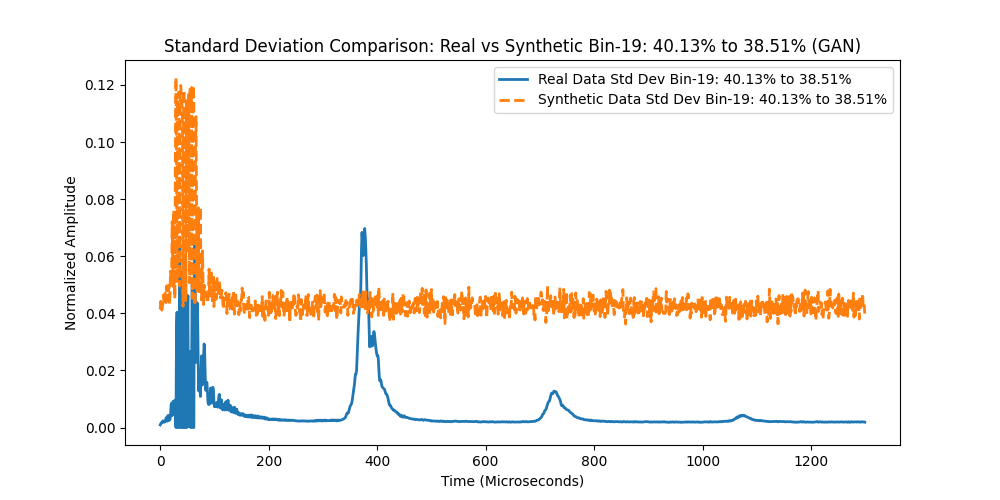 Standard Deviation Comparison: Real vs Synthetic Bin-19: 40.13% to 38.51% (GAN)
Real Data Std Dev Bin-19: 40.13% to 38.51%
Synthetic Data Std Dev Bin-19: 40.13% to 38.51%
Normalized Amplitude
0.12
0.10
0.08
0.06
0.04
0.02
0.00
0 200 400 600 800 1000 1200
Time (Microseconds)